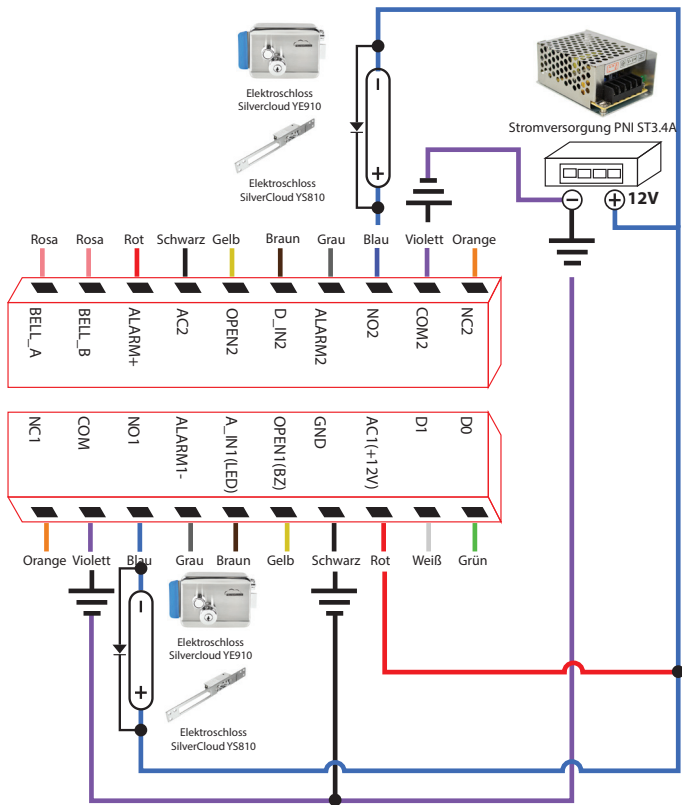 Elektroschloss
Silvercloud YE910
Elektroschloss
SilverCloud YS810
Stromversorgung PNI ST3.4A
−
+
12V
−
+
Rosa Rosa Rot Schwarz Gelb Braun Grau Blau Violett Orange
BELL_A
BELL_B
ALARM+
AC2
OPEN2
D_IN2
ALARM2
NO2
COM2
NC2
NC1
COM
NO1
ALARM1-
A_IN1(LED)
OPEN1(BZ)
GND
AC1(+12V)
D1
D0
Orange Violett Blau Grau Braun Gelb Schwarz Rot Weiß Grün
−
+
Elektroschloss
Silvercloud YE910
Elektroschloss
SilverCloud YS810